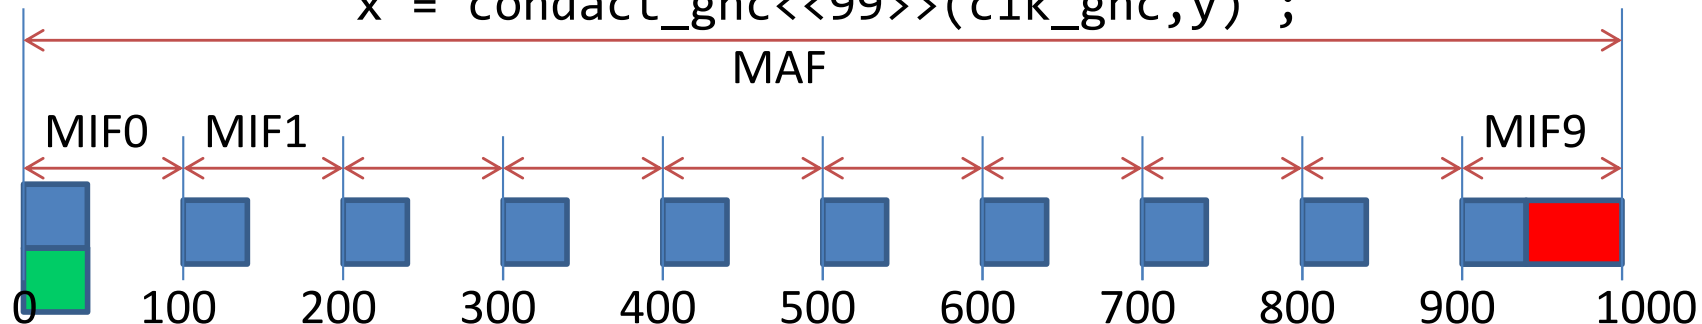 x = condact_gnc<<99>>(clk_gnc,y) ;
MAF
MIF0 MIF1 MIF9
0 100 200 300 400 500 600 700 800 900 1000